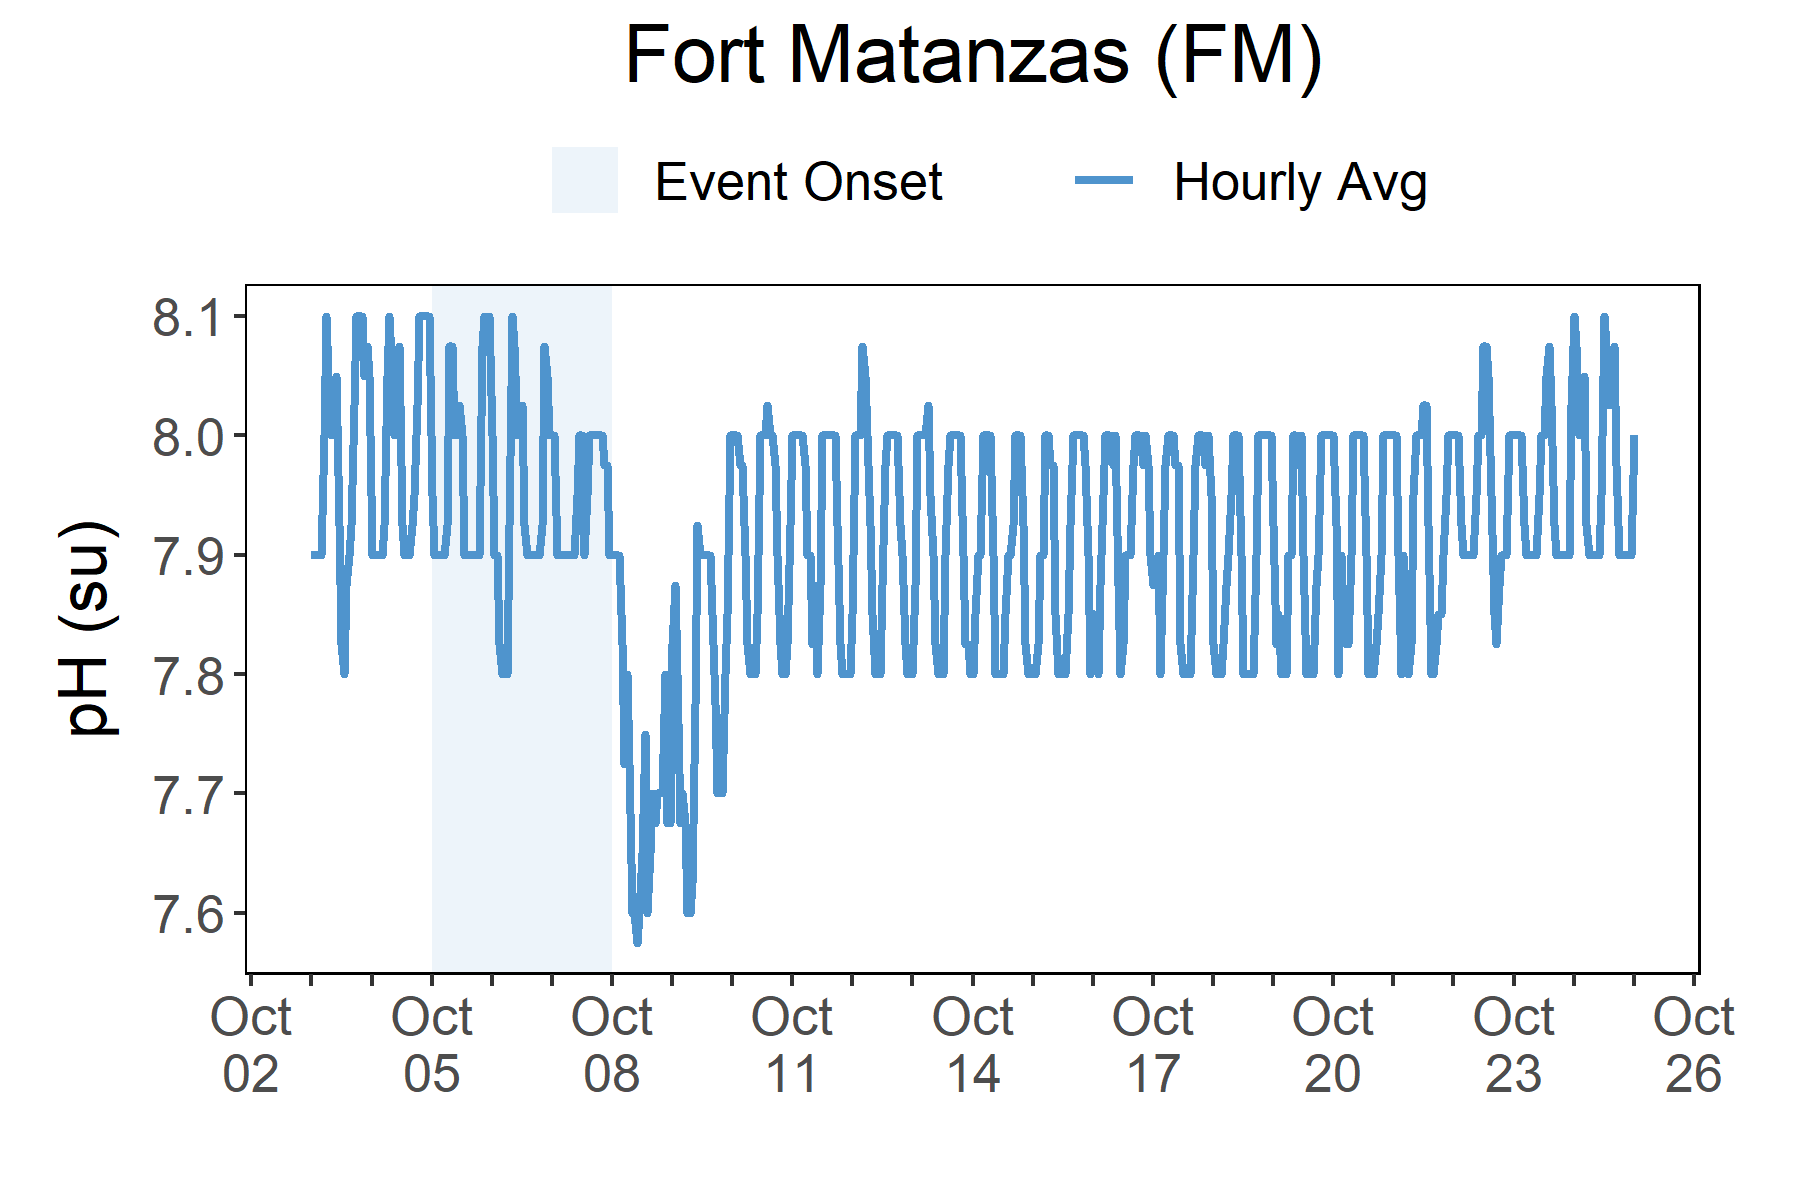 Fort Matanzas (FM)
Event Onset
Hourly Avg
pH (su)
8.1
8.0
7.9
7.8
7.7
7.6
Oct 02
Oct 05
Oct 08
Oct 11
Oct 14
Oct 17
Oct 20
Oct 23
Oct 26